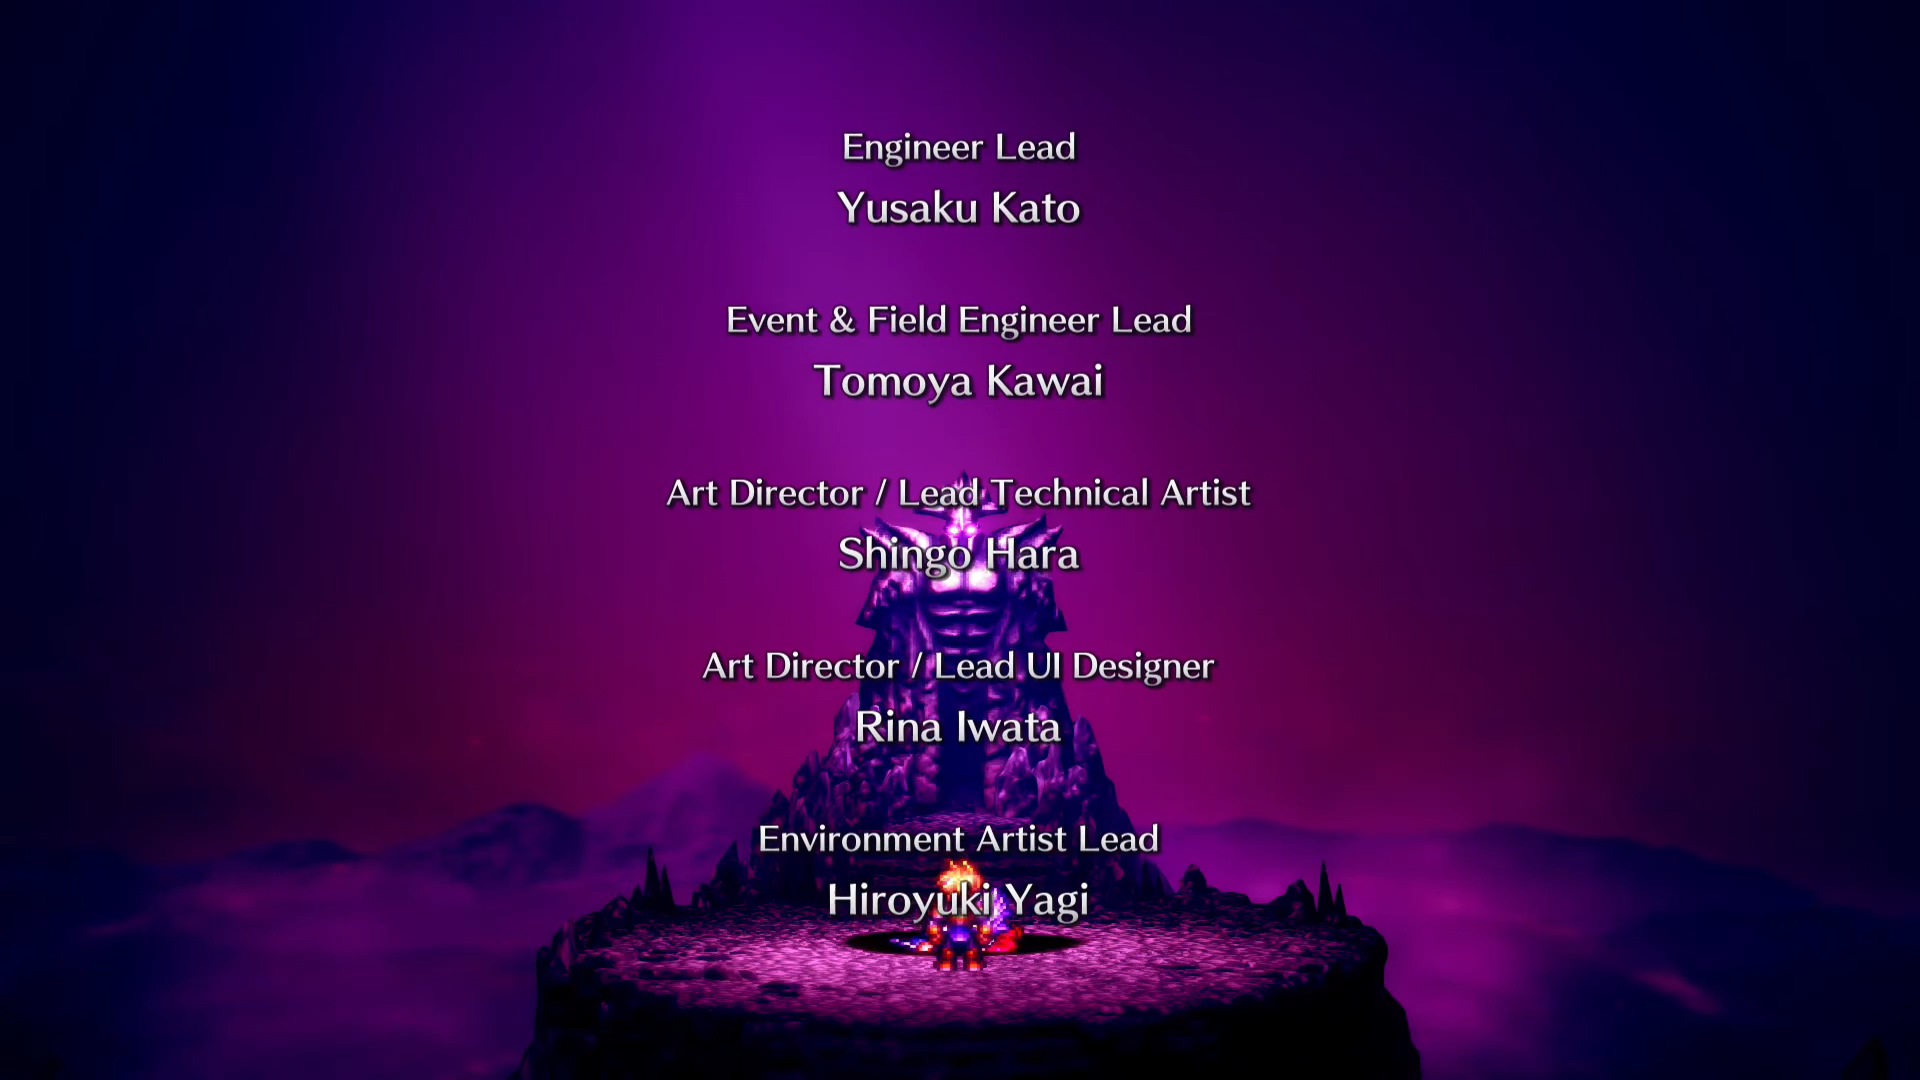 Engineer Lead
Yusaku Kato
Event & Field Engineer Lead
Tomoya Kawai
Art Director / Lead Technical Artist
Shingo Hara
Art Director / Lead UI Designer
Rina Iwata
Environment Artist Lead
Hiroyuki Yagi